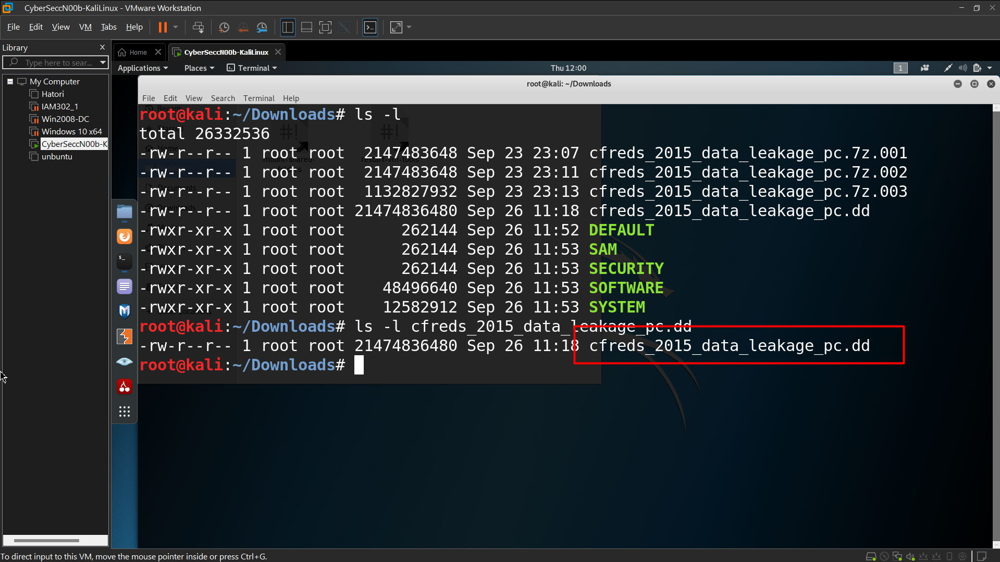 CyberSeccN00b-KaliLinux - VMware Workstation
File Edit View VM Tabs Help
Library
Type here to sear...
Home
CyberSeccN00b-KaliLinux
My Computer
Hatori
IAM302_1
Win2008-DC
Windows 10 x64
CyberSeccN00b-K
unbuntu
Applications Places Terminal Thu 12:00 1
root@kali: ~/Downloads
File Edit View Search Terminal Help
root@kali:~/Downloads# ls -l
total 26332536
-rw-r--r-- 1 root root 2147483648 Sep 23 23:07 cfreds_2015_data_leakage_pc.7z.001
-rw-r--r-- 1 root root 2147483648 Sep 23 23:11 cfreds_2015_data_leakage_pc.7z.002
-rw-r--r-- 1 root root 1132827932 Sep 23 23:13 cfreds_2015_data_leakage_pc.7z.003
-rw-r--r-- 1 root root 21474836480 Sep 26 11:18 cfreds_2015_data_leakage_pc.dd
-rwxr-xr-x 1 root root 262144 Sep 26 11:52 DEFAULT
-rwxr-xr-x 1 root root 262144 Sep 26 11:53 SAM
-rwxr-xr-x 1 root root 262144 Sep 26 11:53 SECURITY
-rwxr-xr-x 1 root root 48496640 Sep 26 11:53 SOFTWARE
-rwxr-xr-x 1 root root 12582912 Sep 26 11:53 SYSTEM
root@kali:~/Downloads# ls -l cfreds_2015_data_leakage_pc.dd
-rw-r--r-- 1 root root 21474836480 Sep 26 11:18 cfreds_2015_data_leakage_pc.dd
root@kali:~/Downloads#
mount-shared-
restart-vm-tools
To direct input to this VM, move the mouse pointer inside or press Ctrl+G.